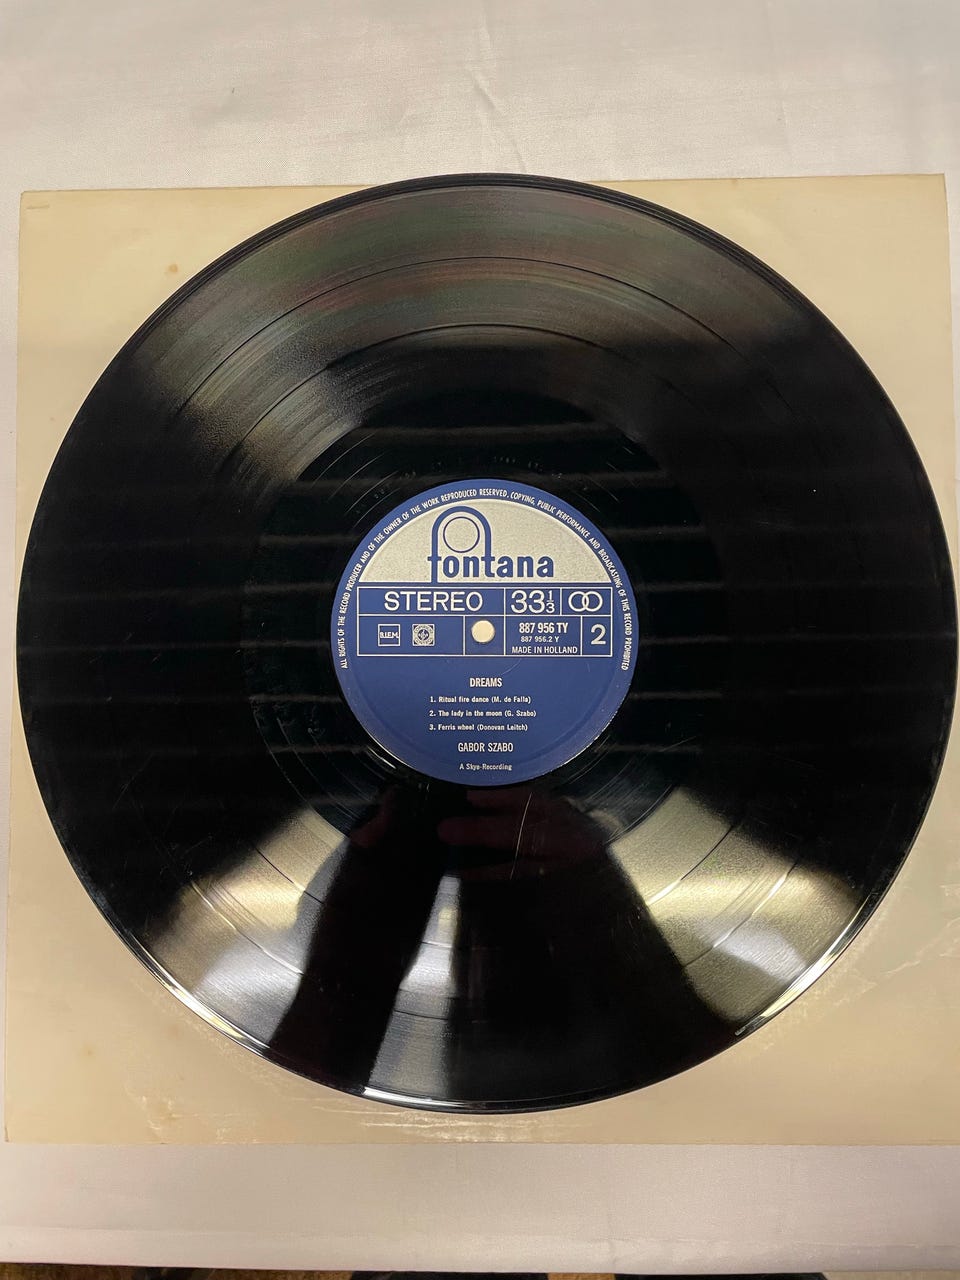 ALL RIGHTS OF THE RECORD PRODUCER AND OF THE OWNER OF THE WORK REPRODUCED RESERVED. COPYING, PUBLIC PERFORMANCE AND BROADCASTING OF THIS RECORD PROHIBITED
fontana
STEREO 33⅓
B.I.E.M. 887 956 TY 2
887 956.2 Y
MADE IN HOLLAND
DREAMS
1. Ritual fire dance (M. de Falla)
2. The lady in the moon (G. Szabo)
3. Ferris wheel (Donovan Leitch)
GABOR SZABO
A Skye-Recording